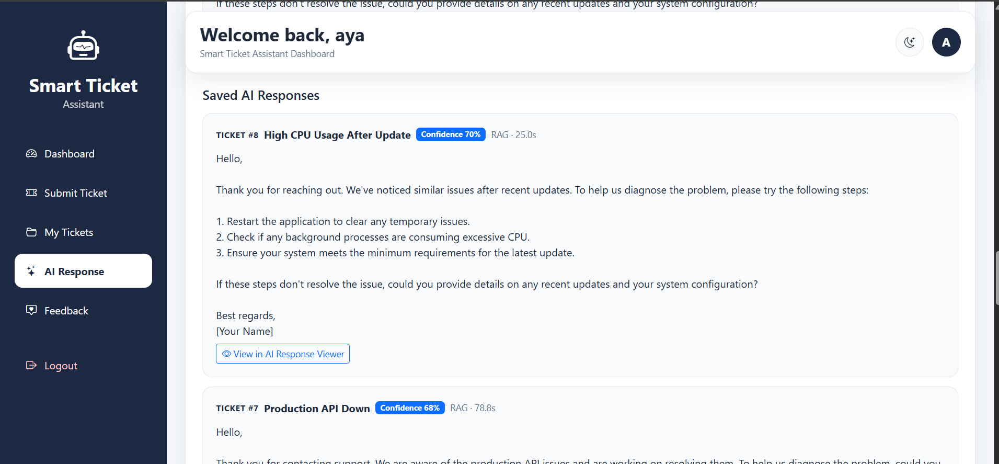 Smart Ticket
Assistant
Dashboard
Submit Ticket
My Tickets
AI Response
Feedback
Logout
If these steps don't resolve the issue, could you provide details on any recent updates and your system configuration?
Welcome back, aya
Smart Ticket Assistant Dashboard
A
Saved AI Responses
TICKET #8 High CPU Usage After Update Confidence 70% RAG · 25.0s
Hello,
Thank you for reaching out. We've noticed similar issues after recent updates. To help us diagnose the problem, please try the following steps:
1. Restart the application to clear any temporary issues.
2. Check if any background processes are consuming excessive CPU.
3. Ensure your system meets the minimum requirements for the latest update.
If these steps don't resolve the issue, could you provide details on any recent updates and your system configuration?
Best regards,
[Your Name]
View in AI Response Viewer
TICKET #7 Production API Down Confidence 68% RAG · 78.8s
Hello,
Thank you for contacting support. We are aware of the production API issues and are working on resolving them. To help us diagnose the problem, could you